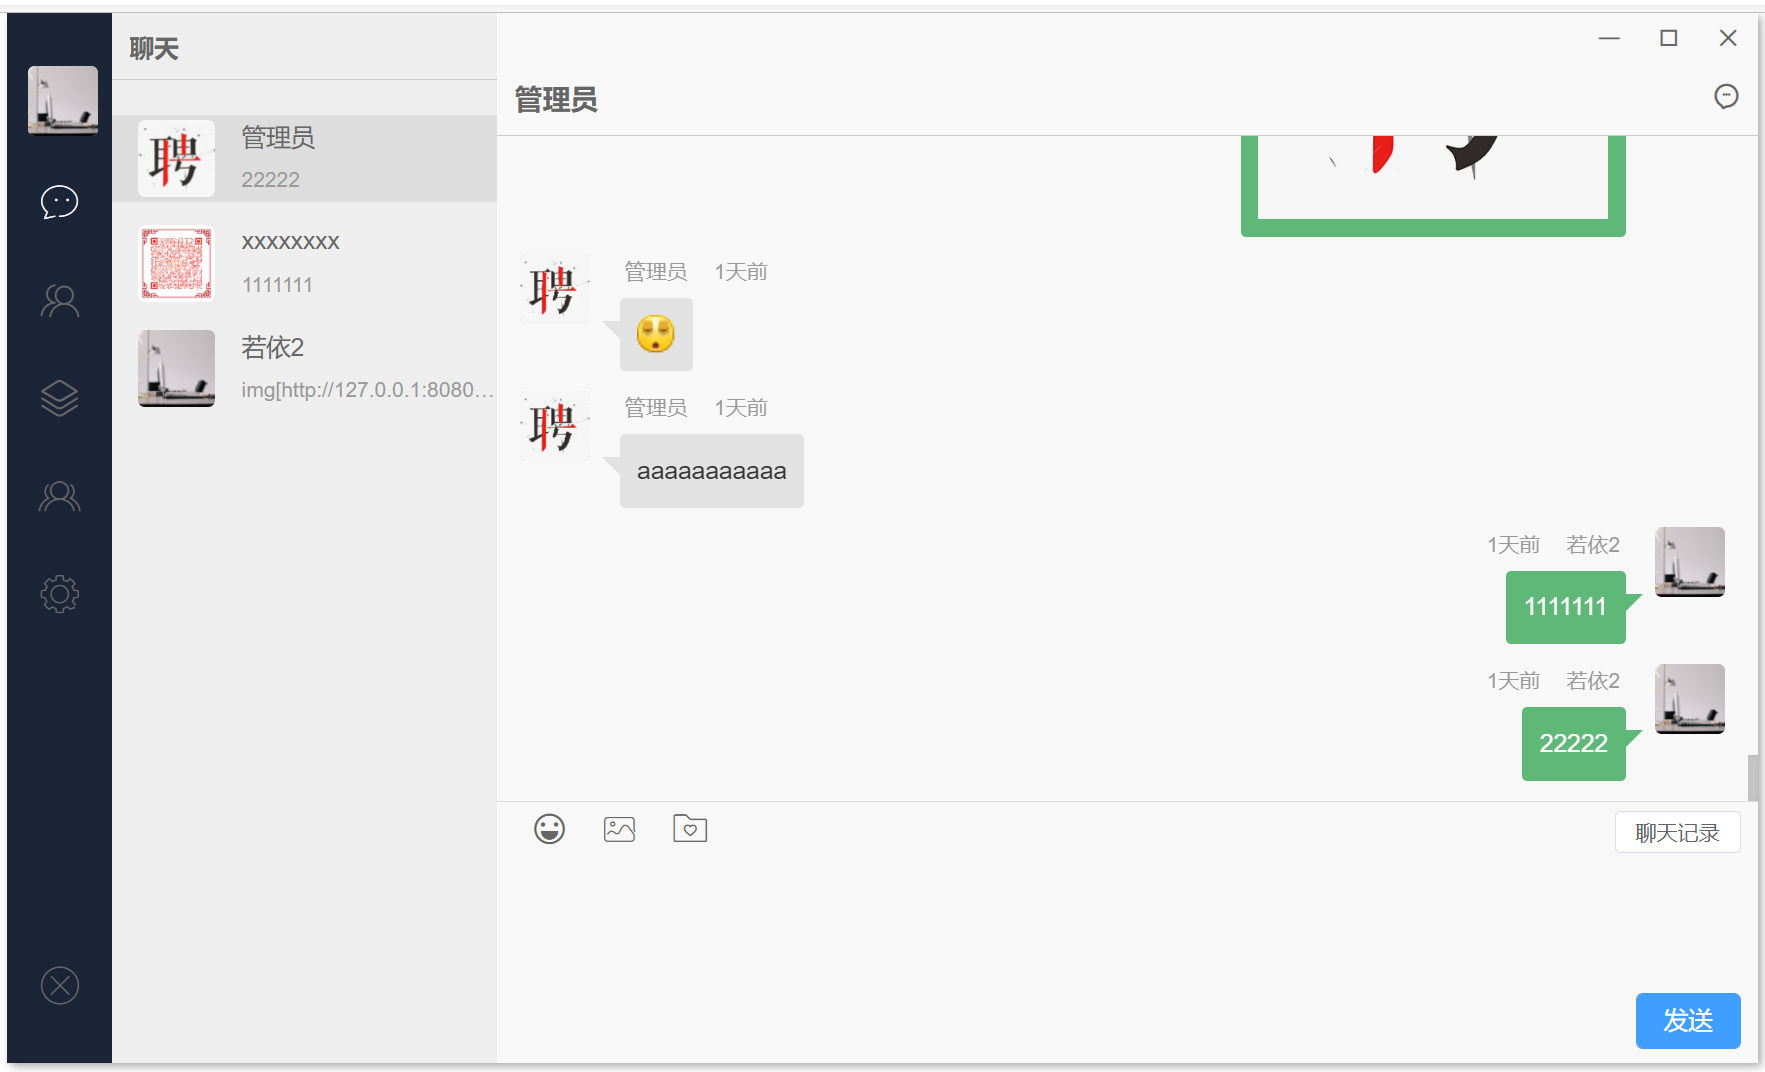 聊天
聘
管理员
22222
xxxxxxxx
1111111
若依2
img[http://127.0.0.1:8080...
管理员
聘
管理员 1天前
聘
管理员 1天前
aaaaaaaaaaa
1天前 若依2
1111111
1天前 若依2
22222
聊天记录
发送